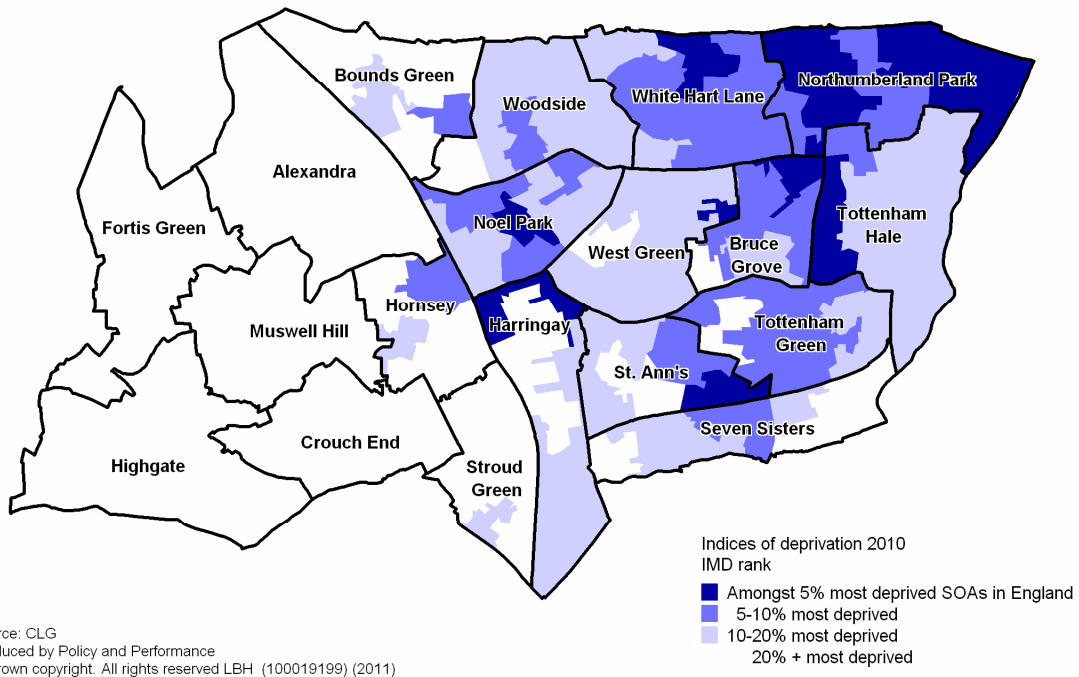 Bounds Green
Woodside
White Hart Lane
Northumberland Park
Alexandra
Fortis Green
Noel Park
West Green
Bruce
Grove
Tottenham
Hale
Muswell Hill
Hornsey
Harringay
Tottenham
Green
St. Ann's
Crouch End
Seven Sisters
Highgate
Stroud
Green
Indices of deprivation 2010
IMD rank
Amongst 5% most deprived SOAs in England
5-10% most deprived
10-20% most deprived
20% + most deprived
rce: CLG
duced by Policy and Performance
rown copyright. All rights reserved LBH (100019199) (2011)